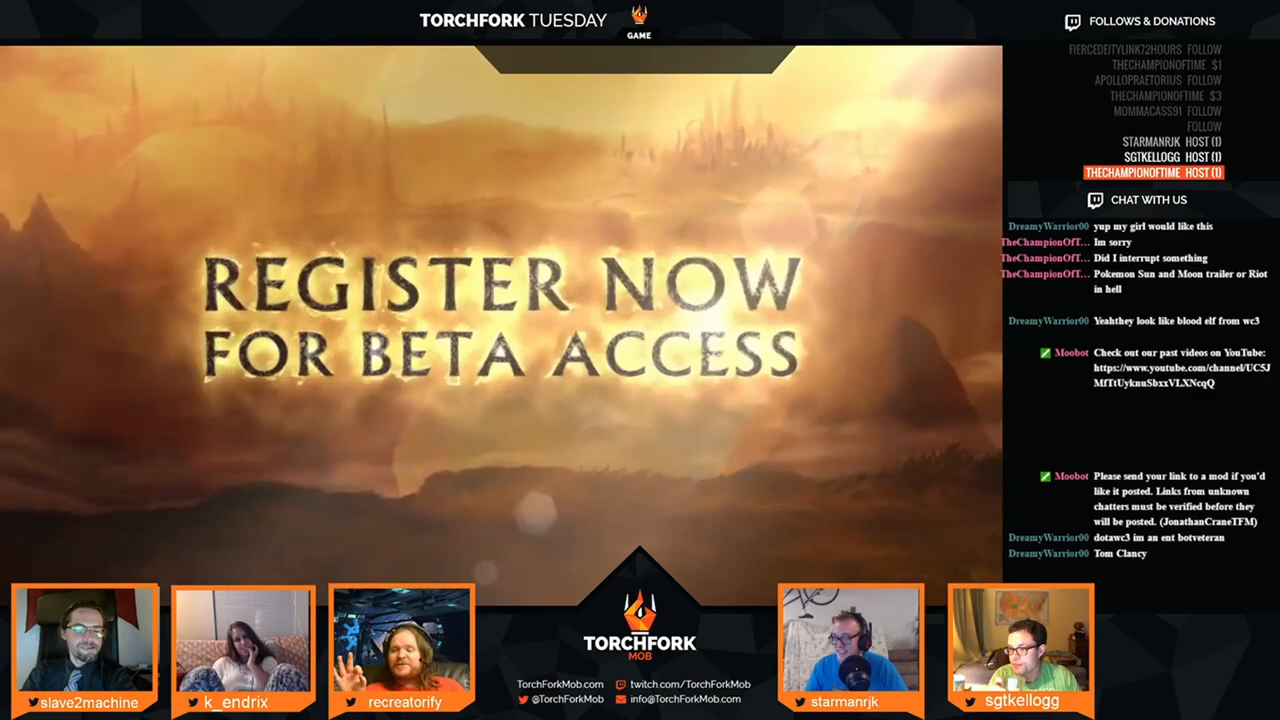 TORCHFORK TUESDAY
GAME
FOLLOWS & DONATIONS
FIERCEDEITYLINK72HOURS FOLLOW
THECHAMPIONOFTIME $1
APOLLOPRAETORIUS FOLLOW
THECHAMPIONOFTIME $3
MOMMACASS91 FOLLOW
FOLLOW
STARMANRJK HOST (1)
SGTKELLOGG HOST (1)
THECHAMPIONOFTIME HOST (1)
CHAT WITH US
DreamyWarrior00 yup my girl would like this
TheChampionOfT... Im sorry
TheChampionOfT... Did I interrupt something
TheChampionOfT... Pokemon Sun and Moon trailer or Riot
in hell
DreamyWarrior00 Yeahthey look like blood elf from wc3
Moobot Check out our past videos on YouTube:
https://www.youtube.com/channel/UC5J
MfTtUyknuSbxxVLXNcqQ
Moobot Please send your link to a mod if you'd
like it posted. Links from unknown
chatters must be verified before they
will be posted. (JonathanCraneTFM)
DreamyWarrior00 dotawc3 im an ent botveteran
DreamyWarrior00 Tom Clancy
REGISTER NOW
FOR BETA ACCESS
slave2machine
k_endrix
recreatorify
TORCHFORK
MOB
TorchForkMob.com twitch.com/TorchForkMob
@TorchForkMob info@TorchForkMob.com
starmanrjk
sgtkellogg